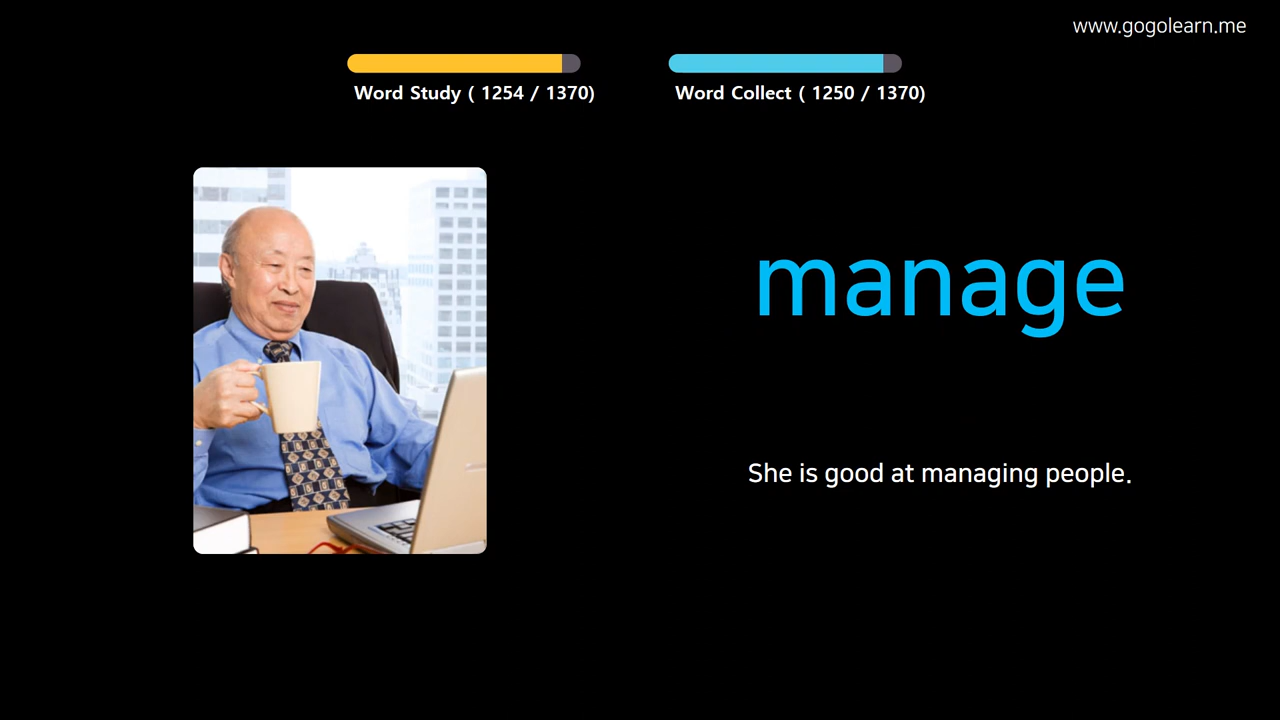 www.gogolearn.me
Word Study ( 1254 / 1370)
Word Collect ( 1250 / 1370)
manage
She is good at managing people.